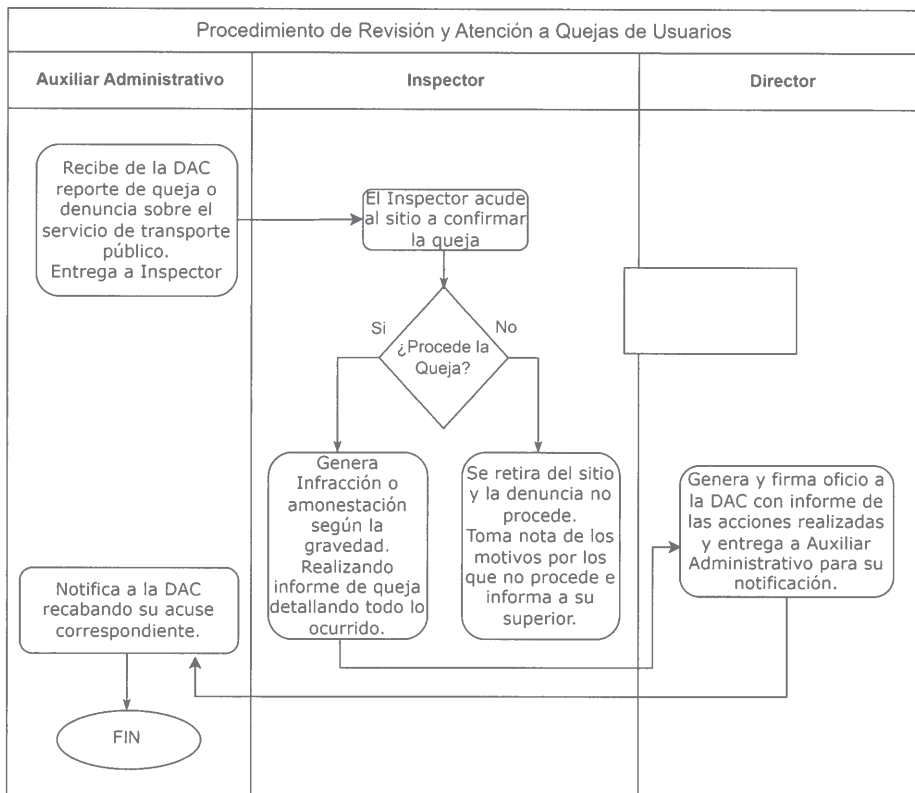 Procedimiento de Revisión y Atención a Quejas de Usuarios
Auxiliar Administrativo
Inspector
Director
Recibe de la DAC
reporte de queja o
denuncia sobre el
servicio de transporte
público.
Entrega a Inspector
El Inspector acude
al sitio a confirmar
la queja
Si
No
¿Procede la
Queja?
Genera
Infracción o
amonestación
según la
gravedad.
Realizando
informe de queja
detallando todo lo
ocurrido.
Se retira del sitio
y la denuncia no
procede.
Toma nota de los
motivos por los
que no procede e
informa a su
superior.
Genera y firma oficio a
la DAC con informe de
las acciones realizadas
y entrega a Auxiliar
Administrativo para su
notificación.
Notifica a la DAC
recabando su acuse
correspondiente.
FIN